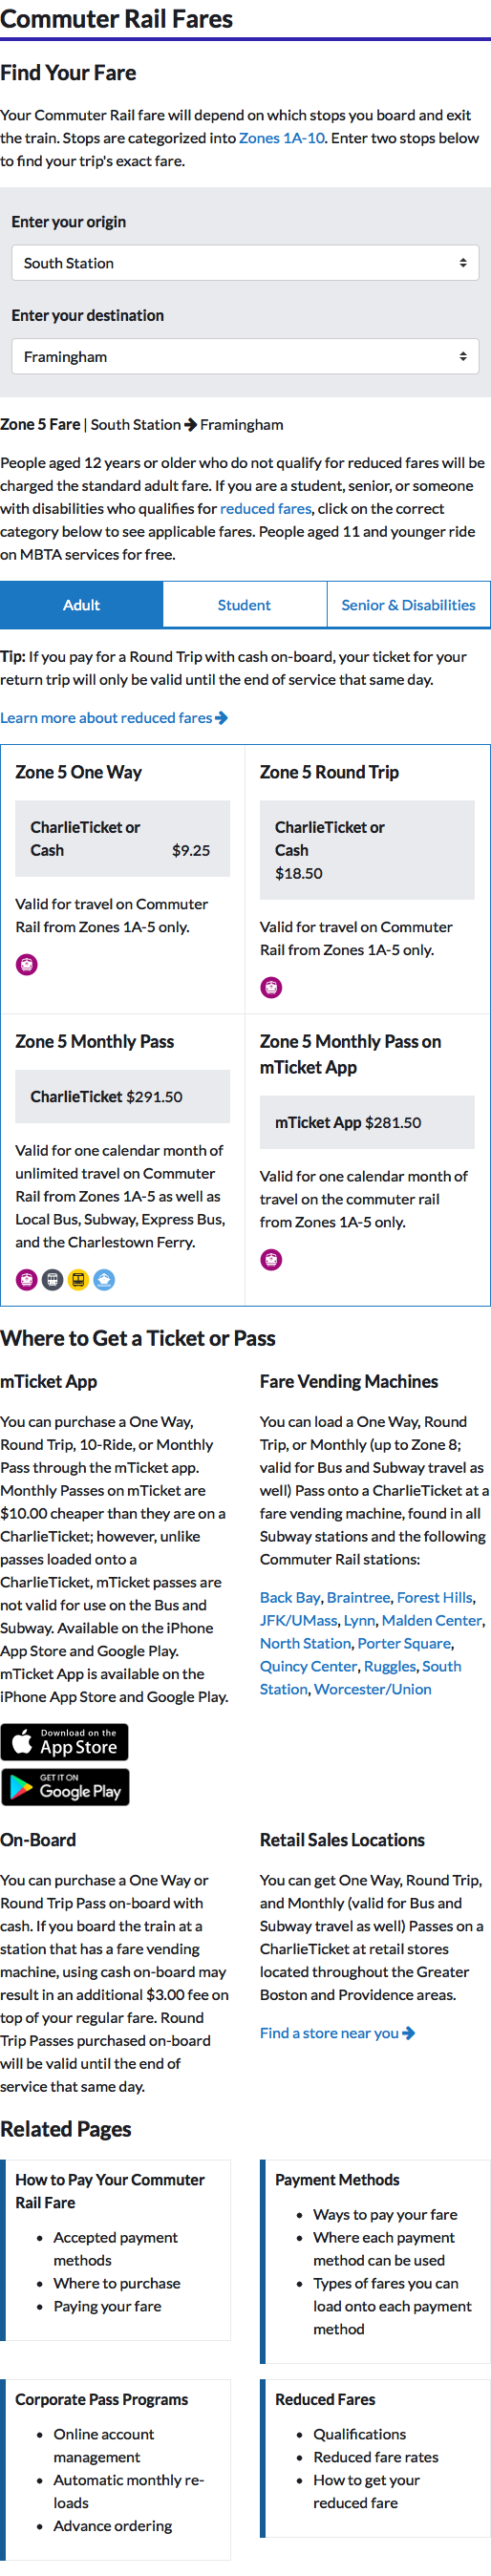 Commuter Rail Fares
Find Your Fare
Your Commuter Rail fare will depend on which stops you board and exit
the train. Stops are categorized into Zones 1A-10. Enter two stops below
to find your trip's exact fare.
Enter your origin
South Station
Enter your destination
Framingham
Zone 5 Fare | South Station → Framingham
People aged 12 years or older who do not qualify for reduced fares will be
charged the standard adult fare. If you are a student, senior, or someone
with disabilities who qualifies for reduced fares, click on the correct
category below to see applicable fares. People aged 11 and younger ride
on MBTA services for free.
Adult
Student
Senior & Disabilities
Tip: If you pay for a Round Trip with cash on-board, your ticket for your
return trip will only be valid until the end of service that same day.
Learn more about reduced fares →
Zone 5 One Way
CharlieTicket or
Cash $9.25
Valid for travel on Commuter
Rail from Zones 1A-5 only.
Zone 5 Round Trip
CharlieTicket or
Cash
$18.50
Valid for travel on Commuter
Rail from Zones 1A-5 only.
Zone 5 Monthly Pass
CharlieTicket $291.50
Valid for one calendar month of
unlimited travel on Commuter
Rail from Zones 1A-5 as well as
Local Bus, Subway, Express Bus,
and the Charlestown Ferry.
Zone 5 Monthly Pass on
mTicket App
mTicket App $281.50
Valid for one calendar month of
travel on the commuter rail
from Zones 1A-5 only.
Where to Get a Ticket or Pass
mTicket App
You can purchase a One Way,
Round Trip, 10-Ride, or Monthly
Pass through the mTicket app.
Monthly Passes on mTicket are
$10.00 cheaper than they are on a
CharlieTicket; however, unlike
passes loaded onto a
CharlieTicket, mTicket passes are
not valid for use on the Bus and
Subway. Available on the iPhone
App Store and Google Play.
mTicket App is available on the
iPhone App Store and Google Play.
Download on the
App Store
GET IT ON
Google Play
Fare Vending Machines
You can load a One Way, Round
Trip, or Monthly (up to Zone 8;
valid for Bus and Subway travel as
well) Pass onto a CharlieTicket at a
fare vending machine, found in all
Subway stations and the following
Commuter Rail stations:
Back Bay, Braintree, Forest Hills,
JFK/UMass, Lynn, Malden Center,
North Station, Porter Square,
Quincy Center, Ruggles, South
Station, Worcester/Union
On-Board
You can purchase a One Way or
Round Trip Pass on-board with
cash. If you board the train at a
station that has a fare vending
machine, using cash on-board may
result in an additional $3.00 fee on
top of your regular fare. Round
Trip Passes purchased on-board
will be valid until the end of
service that same day.
Retail Sales Locations
You can get One Way, Round Trip,
and Monthly (valid for Bus and
Subway travel as well) Passes on a
CharlieTicket at retail stores
located throughout the Greater
Boston and Providence areas.
Find a store near you →
Related Pages
How to Pay Your Commuter
Rail Fare
• Accepted payment
methods
• Where to purchase
• Paying your fare
Payment Methods
• Ways to pay your fare
• Where each payment
method can be used
• Types of fares you can
load onto each payment
method
Corporate Pass Programs
• Online account
management
• Automatic monthly re-
loads
• Advance ordering
Reduced Fares
• Qualifications
• Reduced fare rates
• How to get your
reduced fare